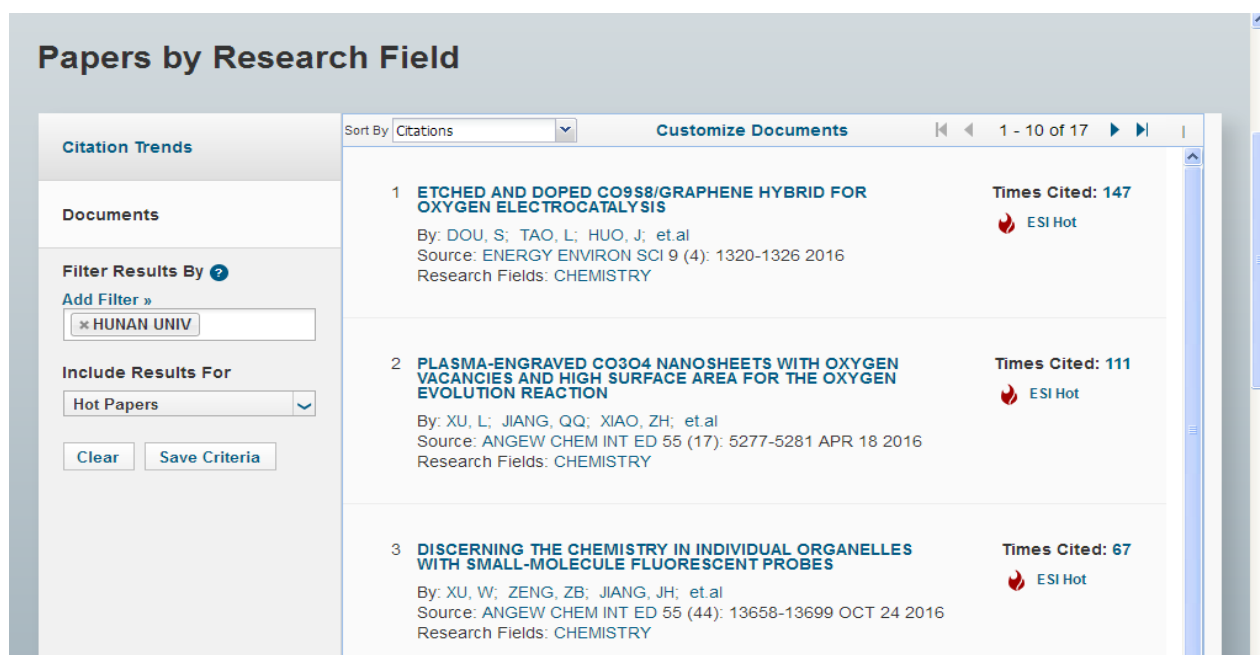 Papers by Research Field
Citation Trends
Documents
Filter Results By ?
Add Filter »
× HUNAN UNIV
Include Results For
Hot Papers
Clear Save Criteria
Sort By Citations Customize Documents 1 - 10 of 17
1 ETCHED AND DOPED CO9S8/GRAPHENE HYBRID FOR
OXYGEN ELECTROCATALYSIS
Times Cited: 147
ESI Hot
By: DOU, S; TAO, L; HUO, J; et.al
Source: ENERGY ENVIRON SCI 9 (4): 1320-1326 2016
Research Fields: CHEMISTRY
2 PLASMA-ENGRAVED CO3O4 NANOSHEETS WITH OXYGEN
VACANCIES AND HIGH SURFACE AREA FOR THE OXYGEN
EVOLUTION REACTION
Times Cited: 111
ESI Hot
By: XU, L; JIANG, QQ; XIAO, ZH; et.al
Source: ANGEW CHEM INT ED 55 (17): 5277-5281 APR 18 2016
Research Fields: CHEMISTRY
3 DISCERNING THE CHEMISTRY IN INDIVIDUAL ORGANELLES
WITH SMALL-MOLECULE FLUORESCENT PROBES
Times Cited: 67
ESI Hot
By: XU, W; ZENG, ZB; JIANG, JH; et.al
Source: ANGEW CHEM INT ED 55 (44): 13658-13699 OCT 24 2016
Research Fields: CHEMISTRY